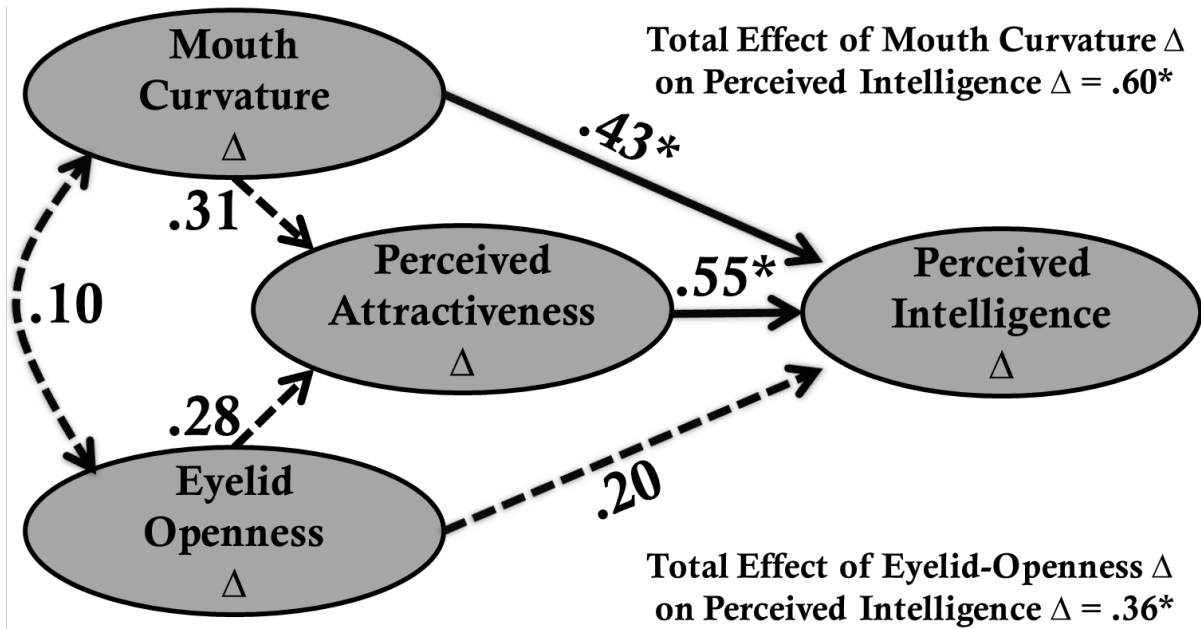 Mouth
Curvature
Δ
Total Effect of Mouth Curvature Δ
on Perceived Intelligence Δ = .60*
.43*
.31
Perceived
Attractiveness
Δ
.55*
Perceived
Intelligence
Δ
.10
.28
Eyelid
Openness
Δ
.20
Total Effect of Eyelid-Openness Δ
on Perceived Intelligence Δ = .36*